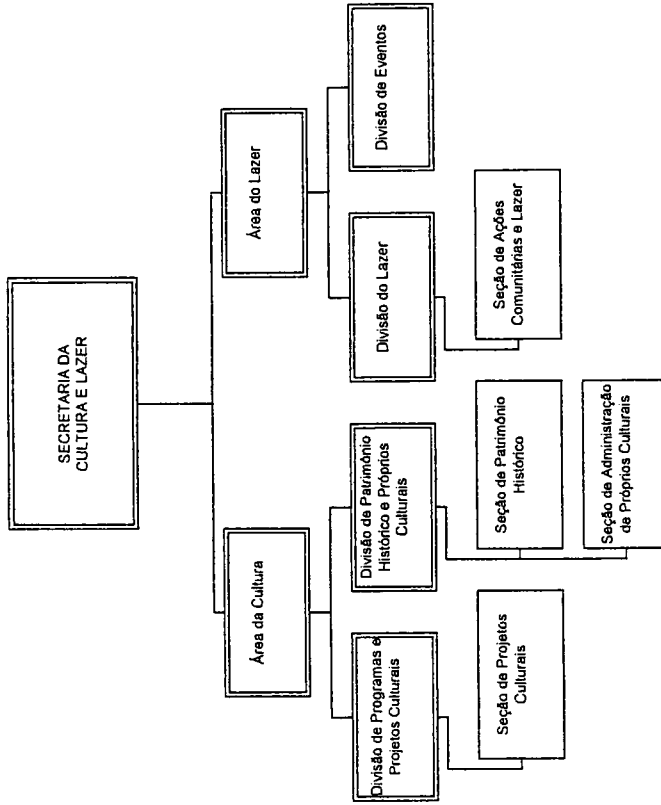 SECRETARIA DA
CULTURA E LAZER
Área da Cultura
Área do Lazer
Divisão de Programas e
Projetos Culturais
Divisão de Patrimônio
Histórico e Próprios
Culturais
Divisão do Lazer
Divisão de Eventos
Seção de Projetos
Culturais
Seção de Patrimônio
Histórico
Seção de Ações
Comunitárias e Lazer
Seção de Administração
de Próprios Culturais